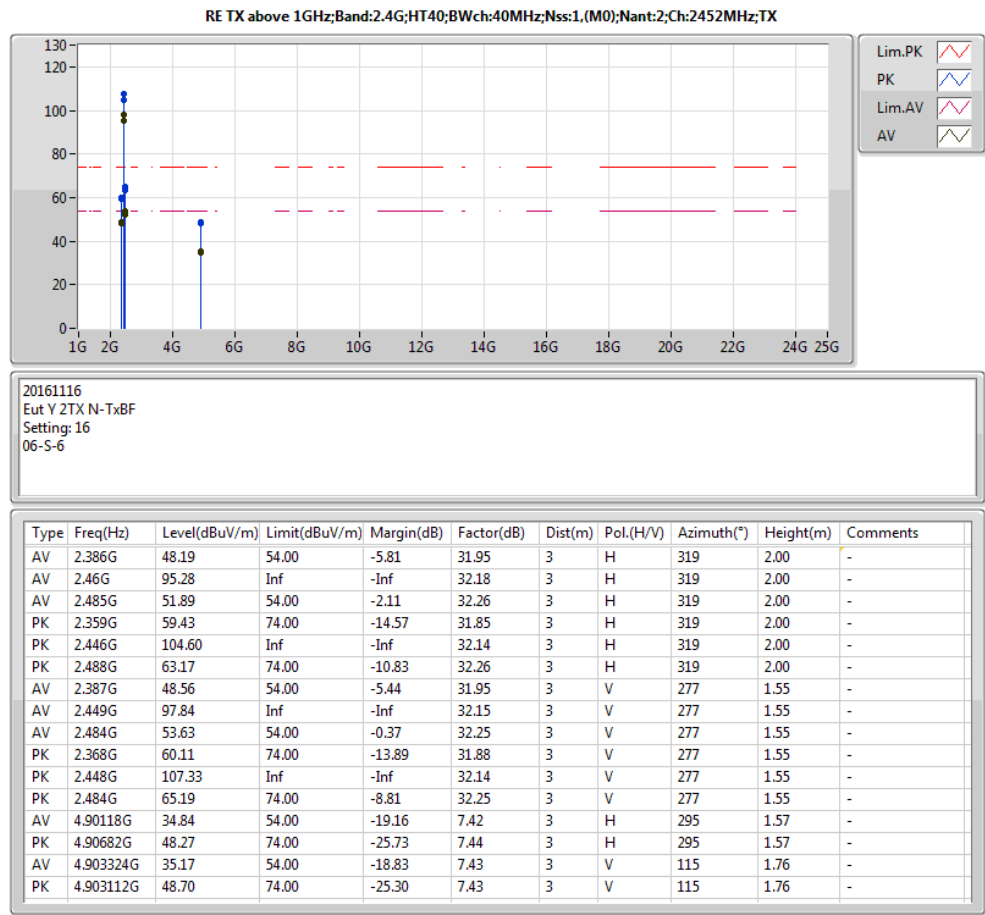 RE TX above 1GHz;Band:2.4G;HT40;BWch:40MHz;Nss:1,(M0);Nant:2;Ch:2452MHz;TX
130
120
100
80
60
40
20
0
1G 2G 4G 6G 8G 10G 12G 14G 16G 18G 20G 22G 24G 25G
Lim.PK
PK
Lim.AV
AV
20161116
Eut Y 2TX N-TxBF
Setting: 16
06-S-6
Type Freq(Hz) Level(dBuV/m) Limit(dBuV/m) Margin(dB) Factor(dB) Dist(m) Pol.(H/V) Azimuth(°) Height(m) Comments
AV 2.386G 48.19 54.00 -5.81 31.95 3 H 319 2.00 -
AV 2.46G 95.28 Inf -Inf 32.18 3 H 319 2.00 -
AV 2.485G 51.89 54.00 -2.11 32.26 3 H 319 2.00 -
PK 2.359G 59.43 74.00 -14.57 31.85 3 H 319 2.00 -
PK 2.446G 104.60 Inf -Inf 32.14 3 H 319 2.00 -
PK 2.488G 63.17 74.00 -10.83 32.26 3 H 319 2.00 -
AV 2.387G 48.56 54.00 -5.44 31.95 3 V 277 1.55 -
AV 2.449G 97.84 Inf -Inf 32.15 3 V 277 1.55 -
AV 2.484G 53.63 54.00 -0.37 32.25 3 V 277 1.55 -
PK 2.368G 60.11 74.00 -13.89 31.88 3 V 277 1.55 -
PK 2.448G 107.33 Inf -Inf 32.14 3 V 277 1.55 -
PK 2.484G 65.19 74.00 -8.81 32.25 3 V 277 1.55 -
AV 4.90118G 34.84 54.00 -19.16 7.42 3 H 295 1.57 -
PK 4.90682G 48.27 74.00 -25.73 7.44 3 H 295 1.57 -
AV 4.903324G 35.17 54.00 -18.83 7.43 3 V 115 1.76 -
PK 4.903112G 48.70 74.00 -25.30 7.43 3 V 115 1.76 -